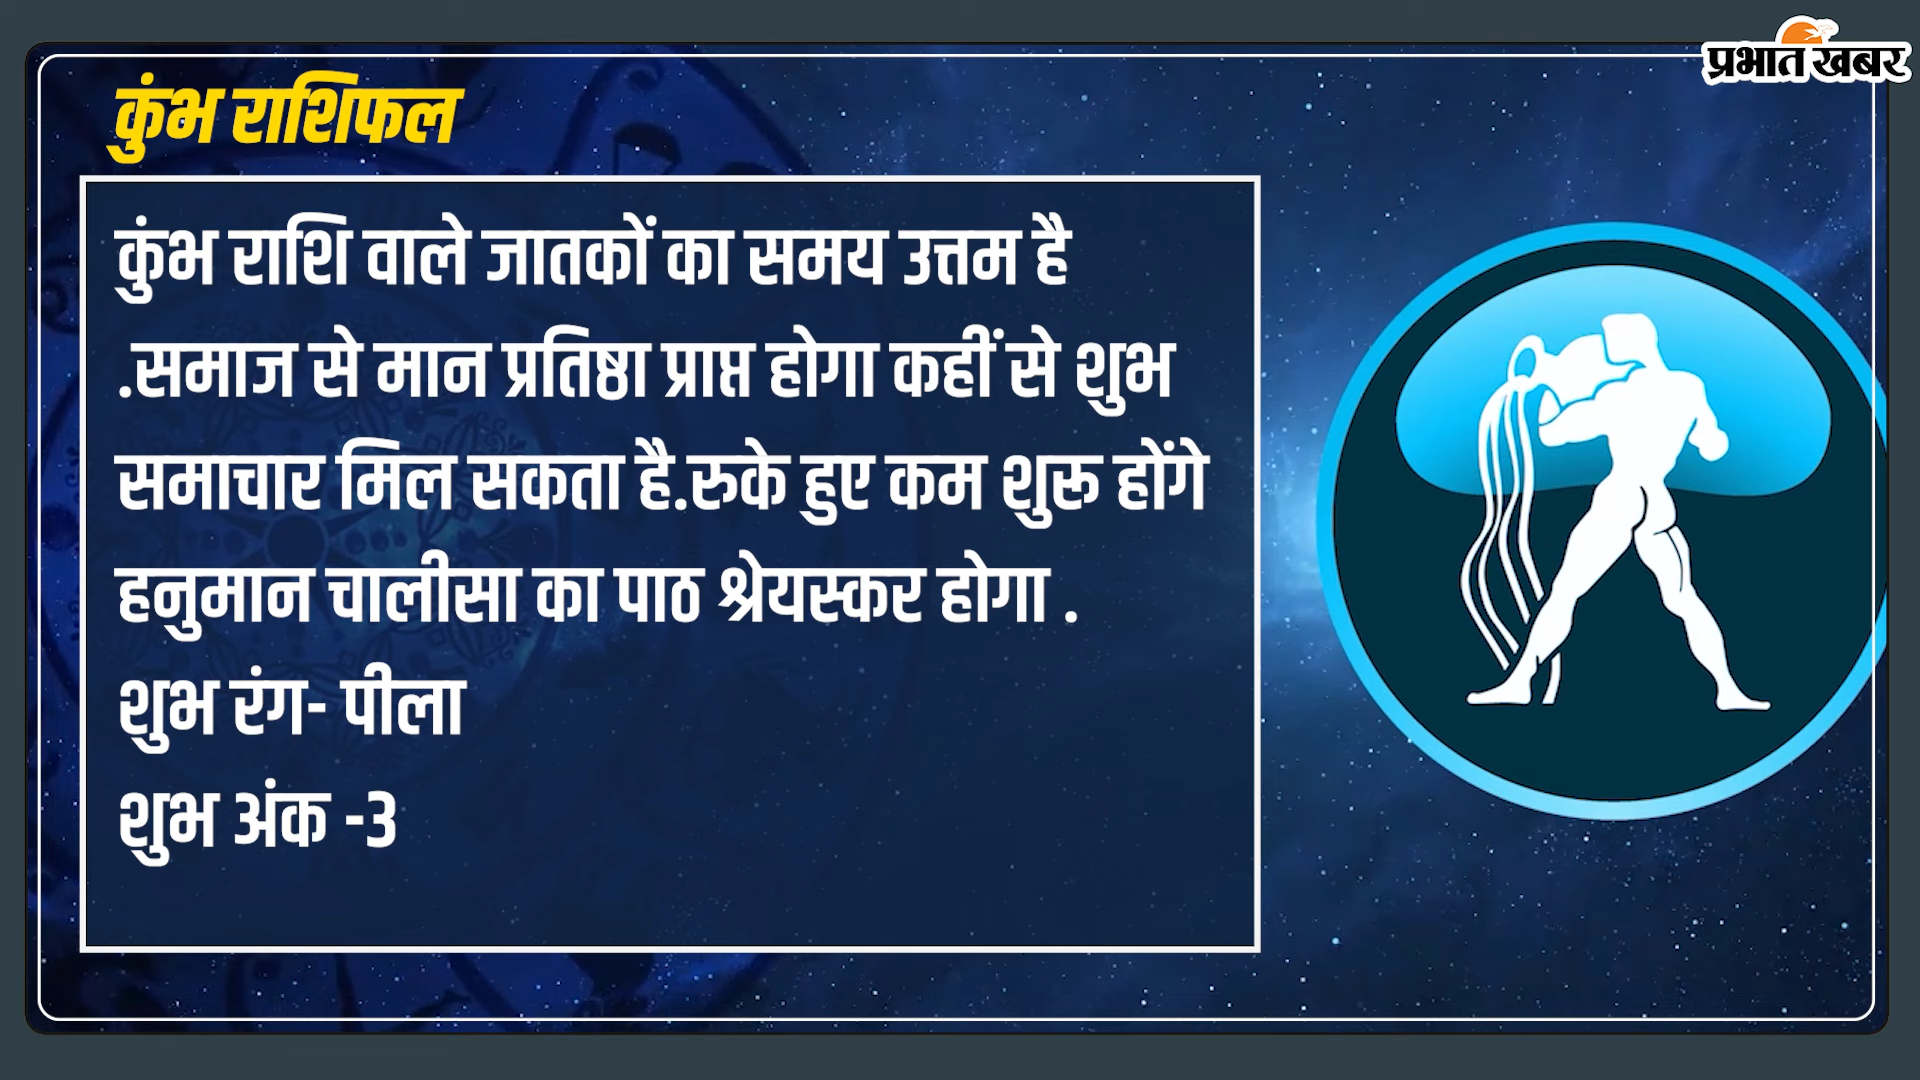 प्रभात खबर
कुंभ राशिफल
कुंभ राशि वाले जातकों का समय उत्तम है
.समाज से मान प्रतिष्ठा प्राप्त होगा कहीं से शुभ
समाचार मिल सकता है.रुके हुए कम शुरू होंगे
हनुमान चालीसा का पाठ श्रेयस्कर होगा .
शुभ रंग- पीला
शुभ अंक -3